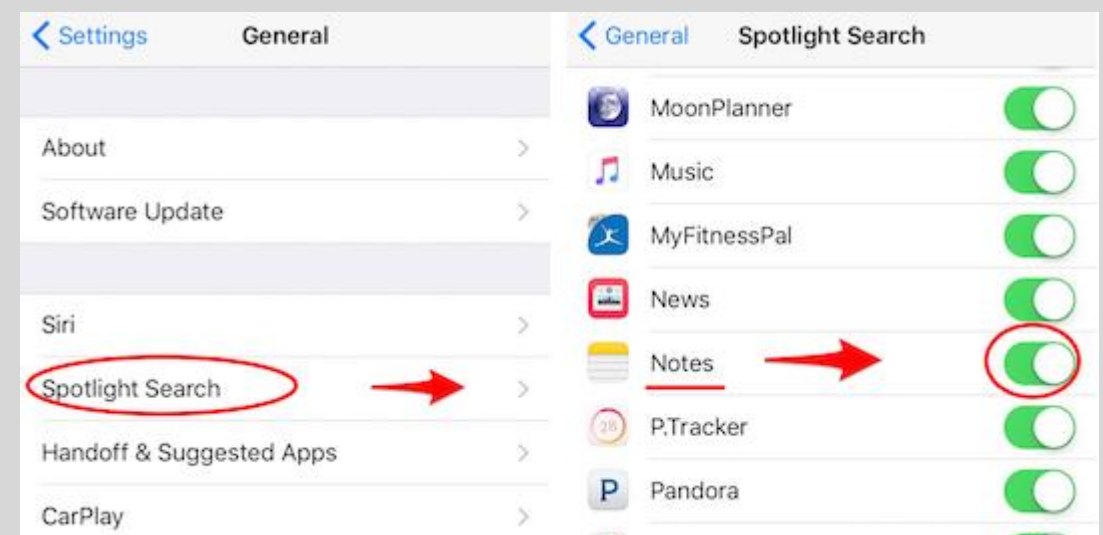 Settings
General
About
Software Update
Siri
Spotlight Search
Handoff & Suggested Apps
CarPlay
General
Spotlight Search
MoonPlanner
Music
MyFitnessPal
News
Notes
28
P.Tracker
P
Pandora